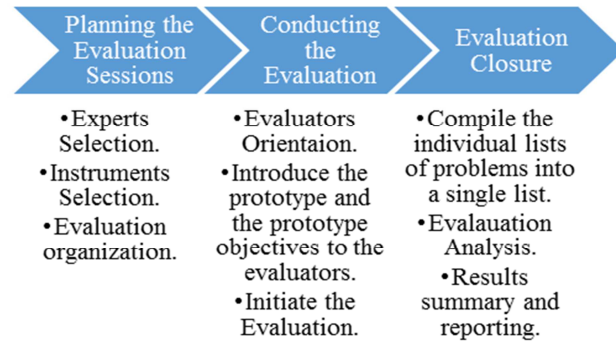 Planning the
Evaluation
Sessions
•Experts
Selection.
•Instruments
Selection.
•Evaluation
organization.
Conducting
the
Evaluation
•Evaluators
Orientaion.
•Introduce the
prototype and
the prototype
objectives to the
evaluators.
•Initiate the
Evaluation.
Evaluation
Closure
•Compile the
individual lists
of problems into
a single list.
•Evalauation
Analysis.
•Results
summary and
reporting.